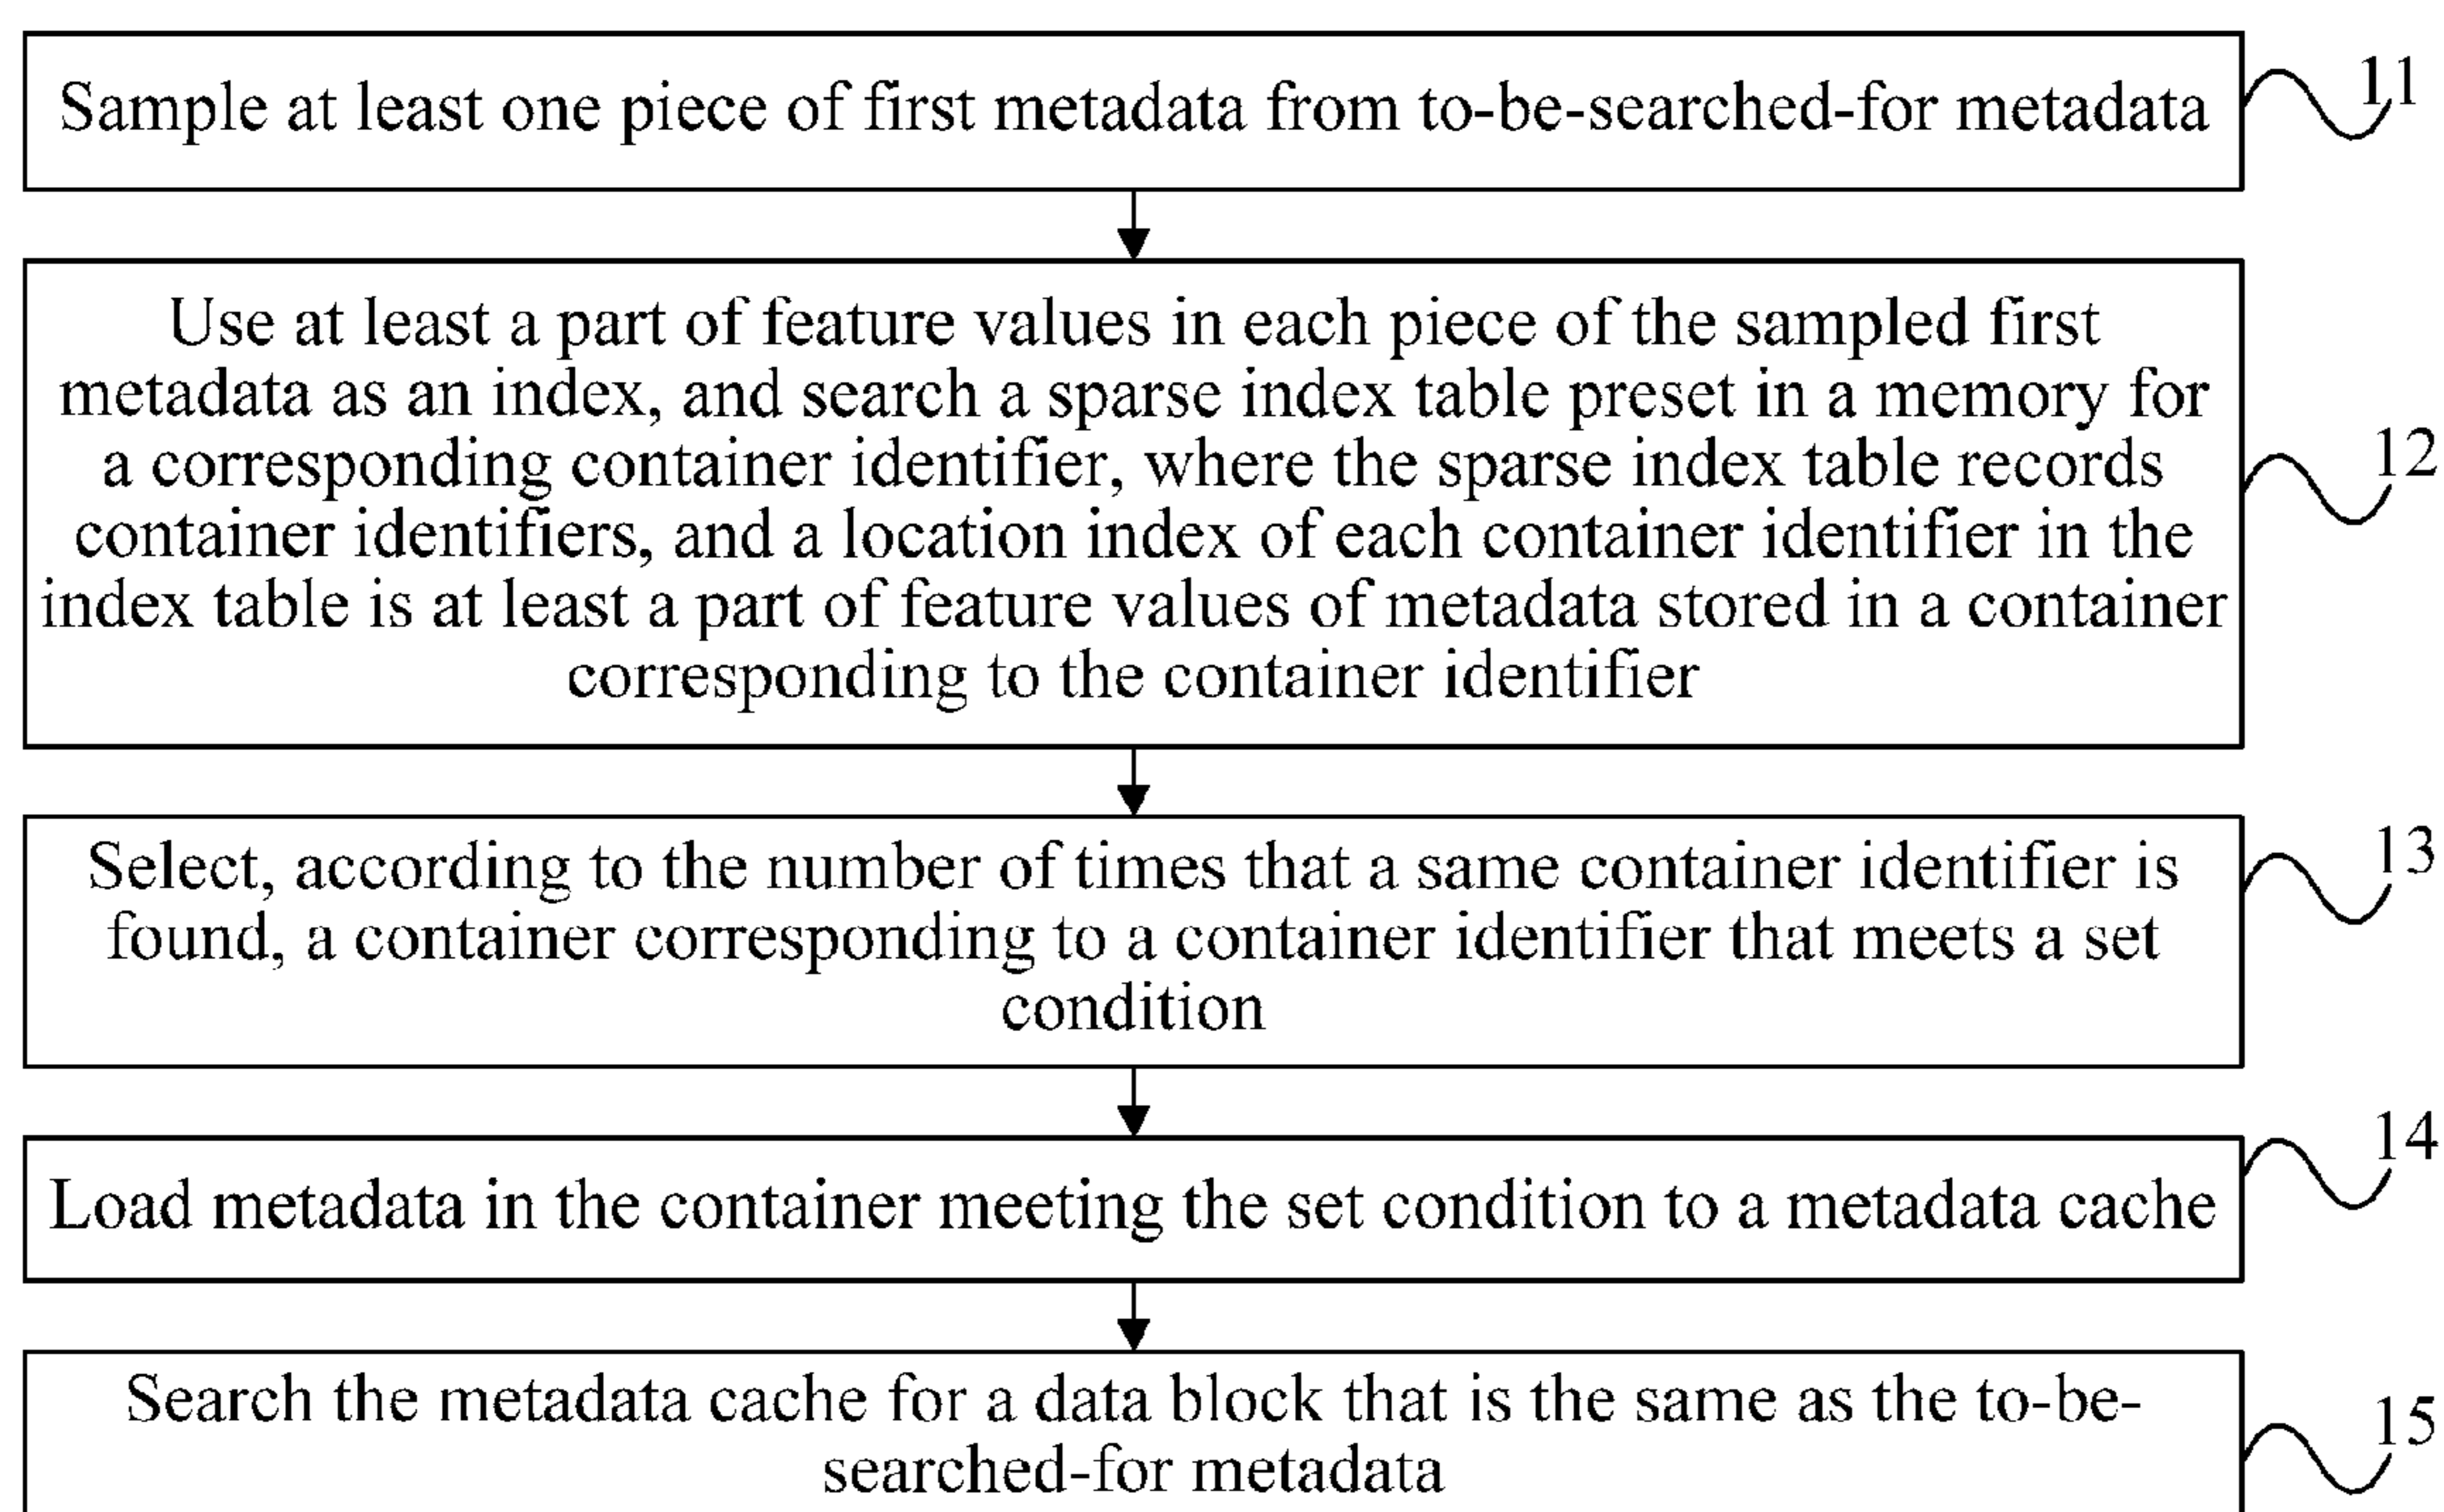 Sample at least one piece of first metadata from to-be-searched-for metadata
11
Use at least a part of feature values in each piece of the sampled first
metadata as an index, and search a sparse index table preset in a memory for
a corresponding container identifier, where the sparse index table records
container identifiers, and a location index of each container identifier in the
index table is at least a part of feature values of metadata stored in a container
corresponding to the container identifier
12
Select, according to the number of times that a same container identifier is
found, a container corresponding to a container identifier that meets a set
condition
13
Load metadata in the container meeting the set condition to a metadata cache
14
Search the metadata cache for a data block that is the same as the to-be-
searched-for metadata
15